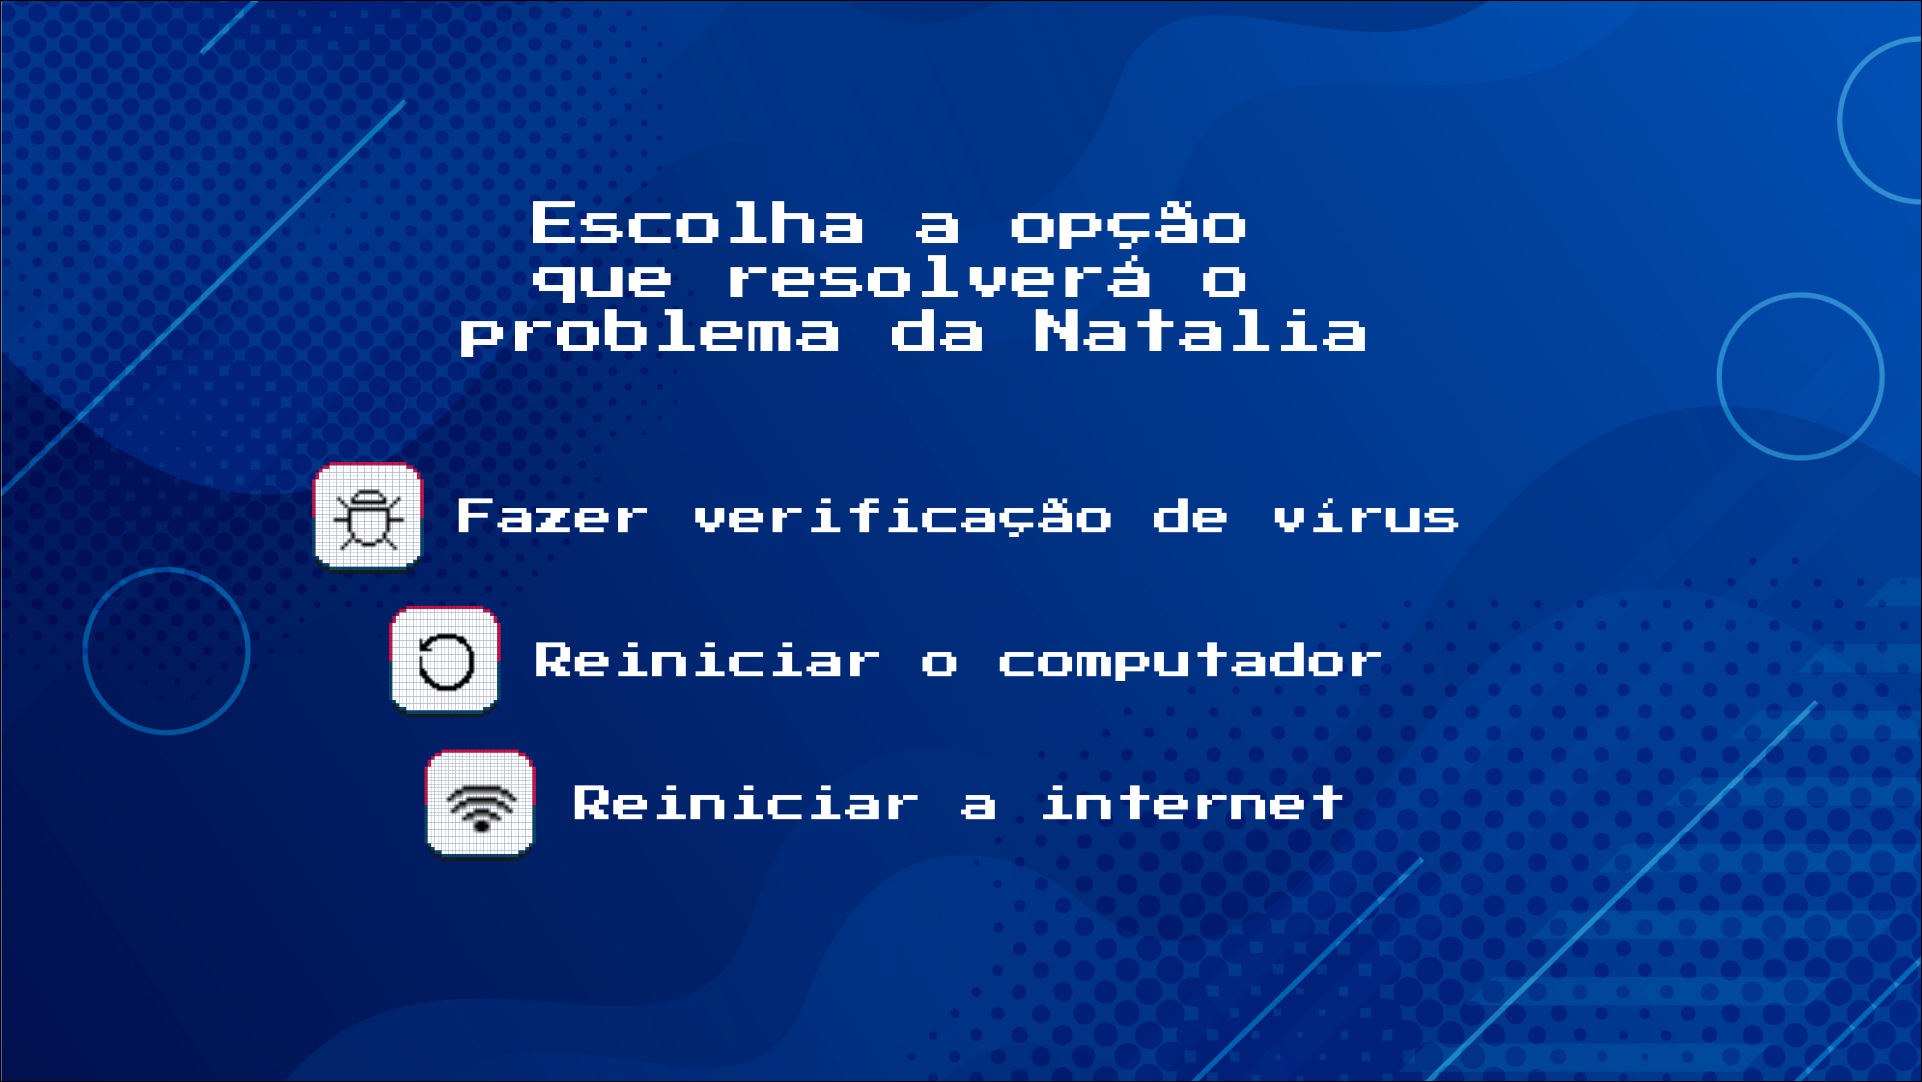 Escolha a opção
que resolverá o
problema da Natalia
Fazer verificação de vírus
Reiniciar o computador
Reiniciar a internet